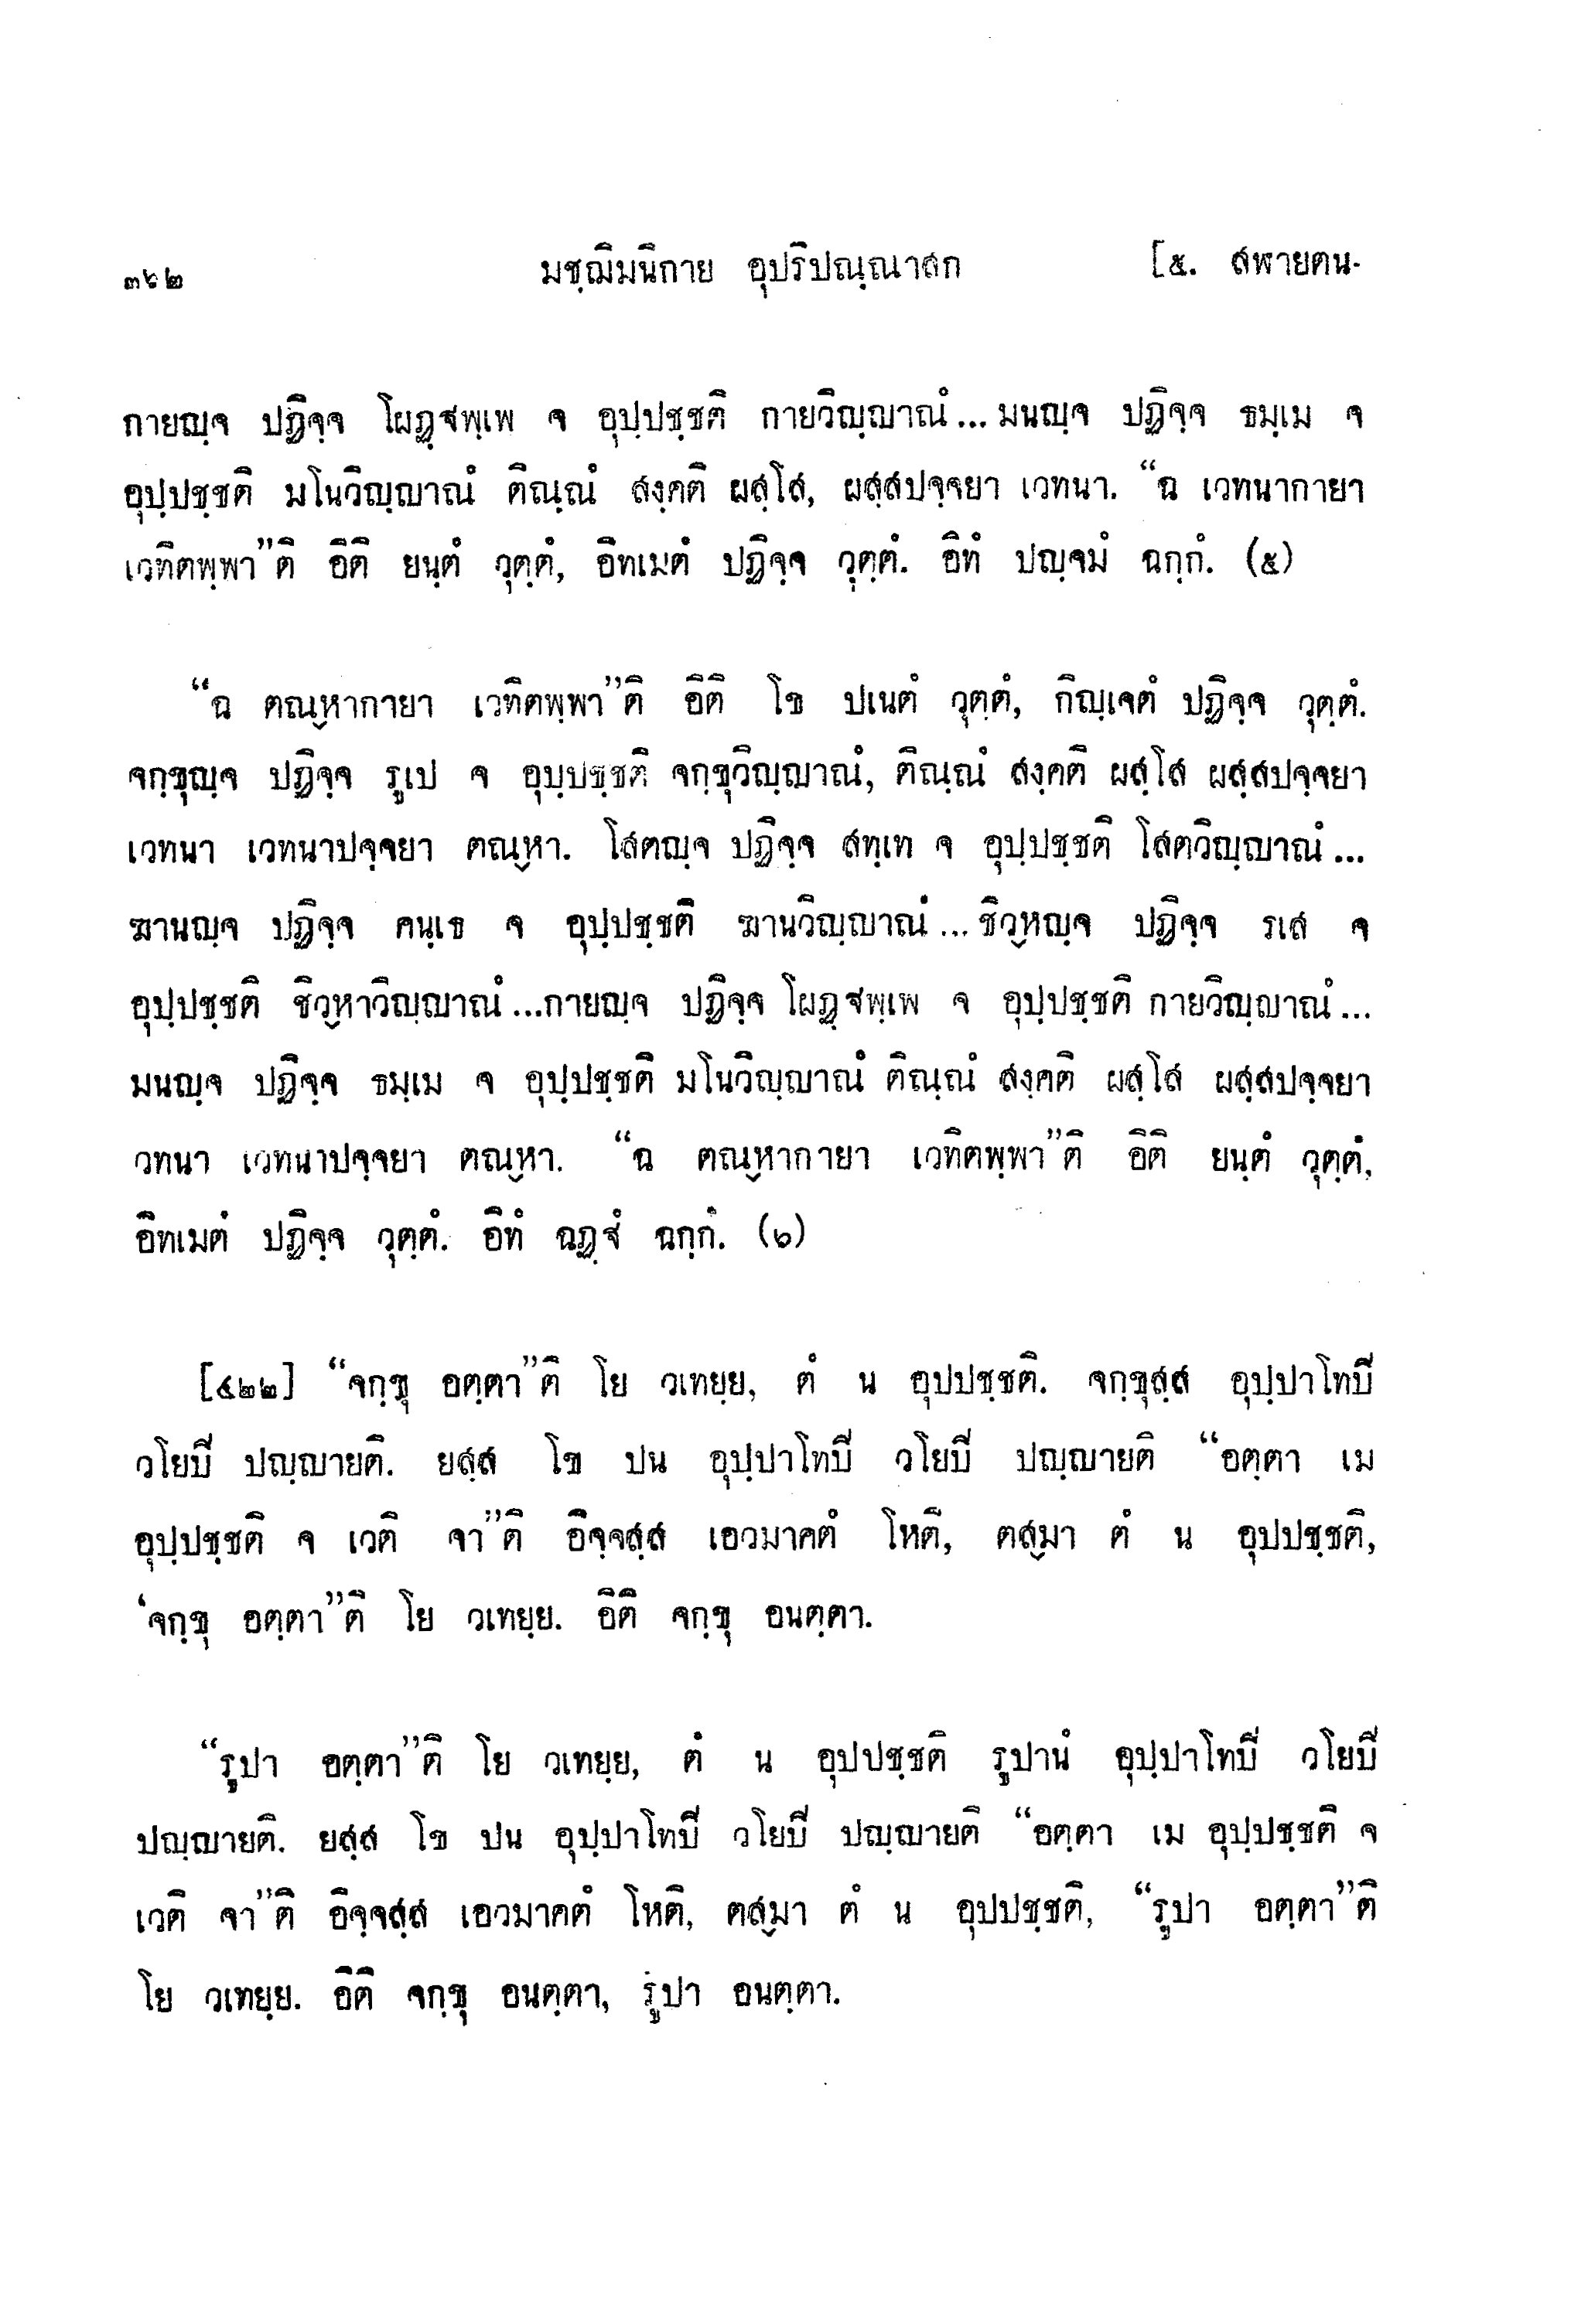 ๓๖๒ มชฺฌิมนิกาย อุปริปณฺณาสก [๕. สฬายตน-
กายญฺจ ปฏิจฺจ โผฏฺฐพฺเพ จ อุปฺปชฺชติ กายวิญฺญาณํ... มนญฺจ ปฏิจฺจ ธมฺเม จ
อุปฺปชฺชติ มโนวิญฺญาณํ ติณฺณํ สงฺคติ ผสฺโส, ผสฺสปจฺจยา เวทนา. “ฉ เวทนากายา
เวทิตพฺพา”ติ อิติ ยนฺตํ วุตฺตํ, อิทเมตํ ปฏิจฺจ วุตฺตํ. อิทํ ปญฺจมํ ฉกฺกํ. (๕)
“ฉ ตณฺหากายา เวทิตพฺพา”ติ อิติ โข ปเนตํ วุตฺตํ, กิญฺเจตํ ปฏิจฺจ วุตฺตํ.
จกฺขุญฺจ ปฏิจฺจ รูเป จ อุปฺปชฺชติ จกฺขุวิญฺญาณํ, ติณฺณํ สงฺคติ ผสฺโส ผสฺสปจฺจยา
เวทนา เวทนาปจฺจยา ตณฺหา. โสตญฺจ ปฏิจฺจ สทฺเท จ อุปฺปชฺชติ โสตวิญฺญาณํ...
ฆานญฺจ ปฏิจฺจ คนฺเธ จ อุปฺปชฺชติ ฆานวิญฺญาณํ... ชิวฺหญฺจ ปฏิจฺจ รเส จ
อุปฺปชฺชติ ชิวฺหาวิญฺญาณํ...กายญฺจ ปฏิจฺจ โผฏฺฐพฺเพ จ อุปฺปชฺชติ กายวิญฺญาณํ...
มนญฺจ ปฏิจฺจ ธมฺเม จ อุปฺปชฺชติ มโนวิญฺญาณํ ติณฺณํ สงฺคติ ผสฺโส ผสฺสปจฺจยา
วทนา เวทนาปจฺจยา ตณฺหา. “ฉ ตณฺหากายา เวทิตพฺพา”ติ อิติ ยนฺตํ วุตฺตํ,
อิทเมตํ ปฏิจฺจ วุตฺตํ. อิทํ ฉฏฺฐํ ฉกฺกํ. (๖)
[๔๒๒] “จกฺขุ อตฺตา”ติ โย วเทยฺย, ตํ น อุปปชฺชติ. จกฺขุสฺส อุปฺปาโทปิ
วโยปิ ปญฺญายติ. ยสฺส โข ปน อุปฺปาโทปิ วโยปิ ปญฺญายติ “อตฺตา เม
อุปฺปชฺชติ จ เวติ จา”ติ อิจฺจสฺส เอวมาคตํ โหติ, ตสฺมา ตํ น อุปปชฺชติ,
‘จกฺขุ อตฺตา”ติ โย วเทยฺย. อิติ จกฺขุ อนตฺตา.
“รูปา อตฺตา”ติ โย วเทยฺย, ตํ น อุปปชฺชติ รูปานํ อุปฺปาโทปิ วโยปิ
ปญฺญายติ. ยสฺส โข ปน อุปฺปาโทปิ วโยปิ ปญฺญายติ “อตฺตา เม อุปฺปชฺชติ จ
เวติ จา”ติ อิจฺจสฺส เอวมาคตํ โหติ, ตสฺมา ตํ น อุปปชฺชติ, “รูปา อตฺตา”ติ
โย วเทยฺย. อิติ จกฺขุ อนตฺตา, รูปา อนตฺตา.